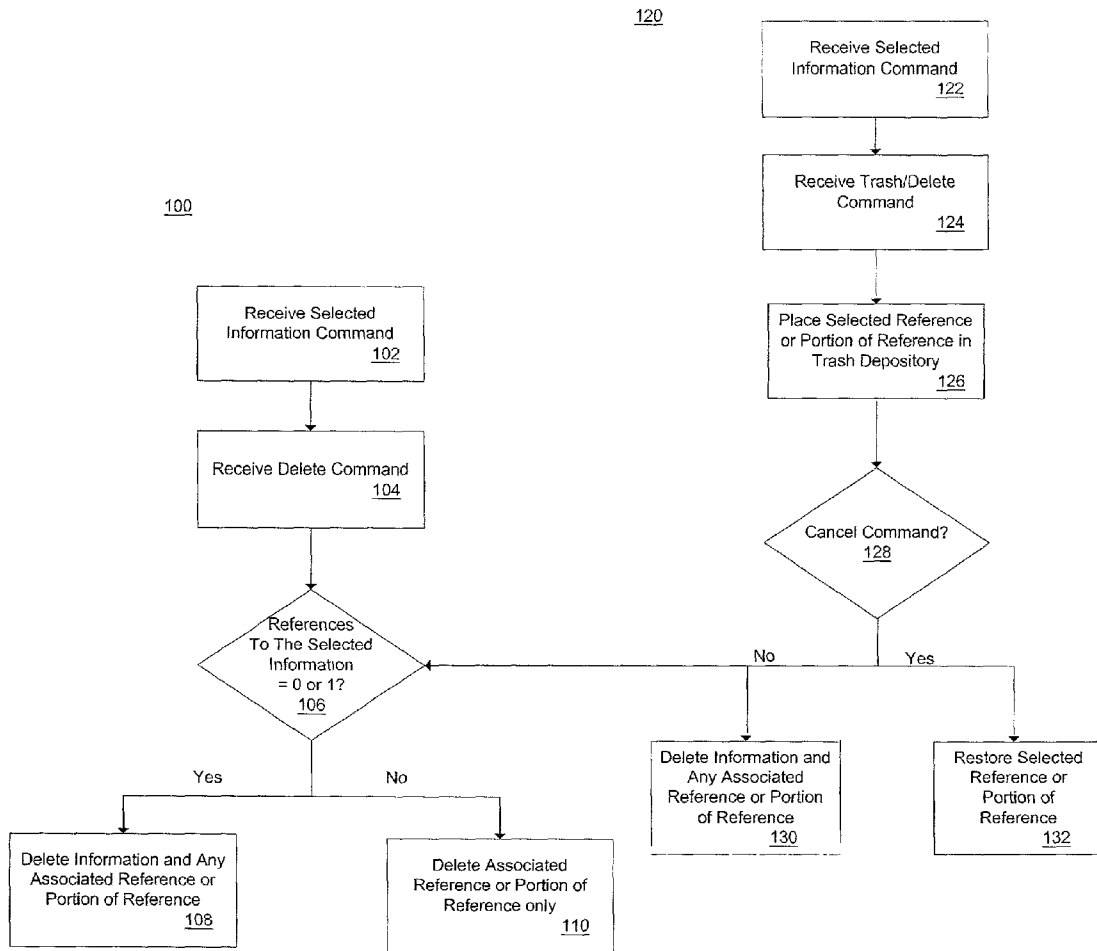 120
Receive Selected
Information Command
122
Receive Trash/Delete
Command
124
Place Selected Reference
or Portion of Reference in
Trash Depository
126
Cancel Command?
128
No
Yes
Delete Information and
Any Associated
Reference or Portion
of Reference
130
Restore Selected
Reference or
Portion of
Reference
132
100
Receive Selected
Information Command
102
Receive Delete Command
104
References
To The Selected
Information
= 0 or 1?
106
Yes
No
Delete Information and Any
Associated Reference or
Portion of Reference
108
Delete Associated
Reference or Portion of
Reference only
110